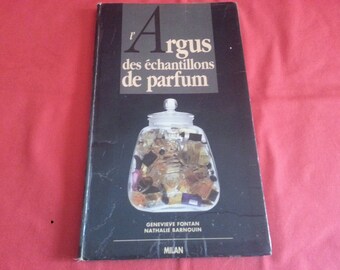 l'Argus
des échantillons
de parfum
GENEVIEVE FONTAN
NATHALIE BARNOUIN
MILAN